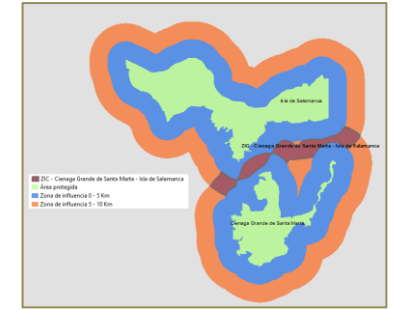 Isla de Salamanca
ZIC - Cienaga Grande de Santa Marta - Isla de Salamanca
ZIC - Cienaga Grande de Santa Marta - Isla de Salamanca
Área protegida
Zona de influencia 0 - 5 Km
Zona de influencia 5 - 10 Km
Cienaga Grande de Santa Marta